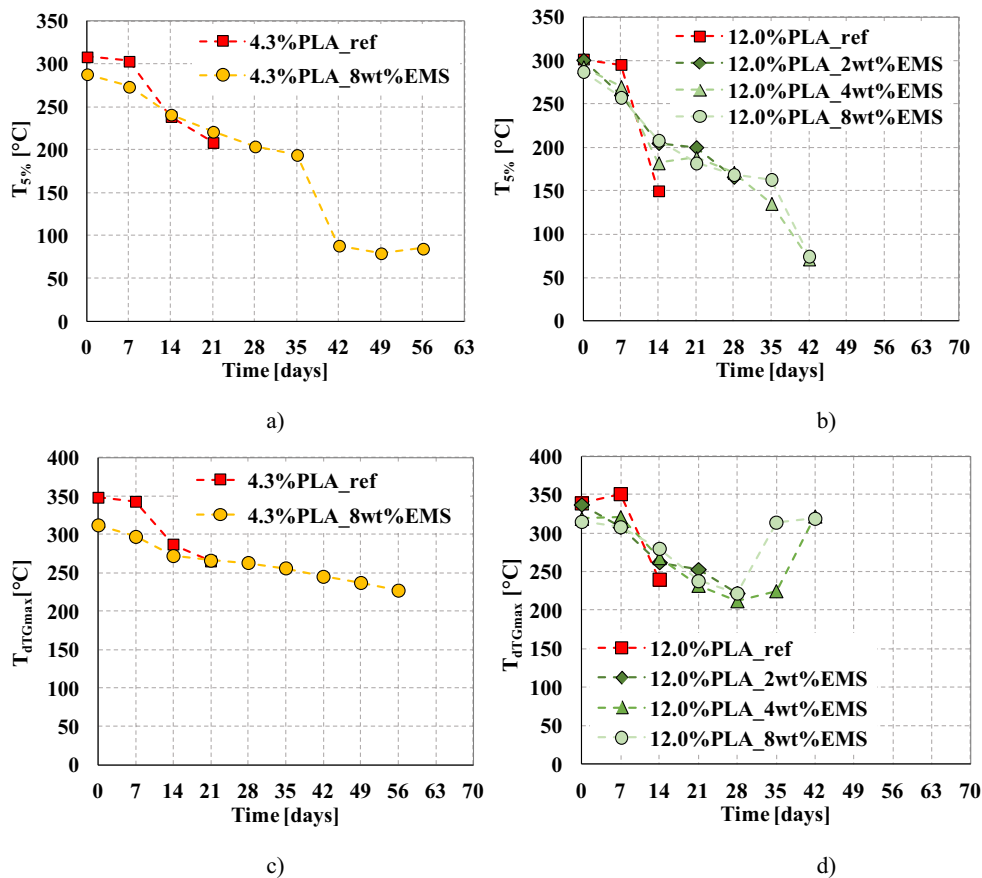 T5% [°C]
350
300
250
200
150
100
50
0
4.3%PLA_ref
4.3%PLA_8wt%EMS
0 7 14 21 28 35 42 49 56 63
Time [days]
a)
T5% [°C]
350
300
250
200
150
100
50
0
12.0%PLA_ref
12.0%PLA_2wt%EMS
12.0%PLA_4wt%EMS
12.0%PLA_8wt%EMS
0 7 14 21 28 35 42 49 56 63 70
Time [days]
b)
TdTGmax [°C]
400
350
300
250
200
150
100
50
0
4.3%PLA_ref
4.3%PLA_8wt%EMS
0 7 14 21 28 35 42 49 56 63 70
Time [days]
c)
TdTGmax [°C]
400
350
300
250
200
150
100
50
0
12.0%PLA_ref
12.0%PLA_2wt%EMS
12.0%PLA_4wt%EMS
12.0%PLA_8wt%EMS
0 7 14 21 28 35 42 49 56 63 70
Time [days]
d)